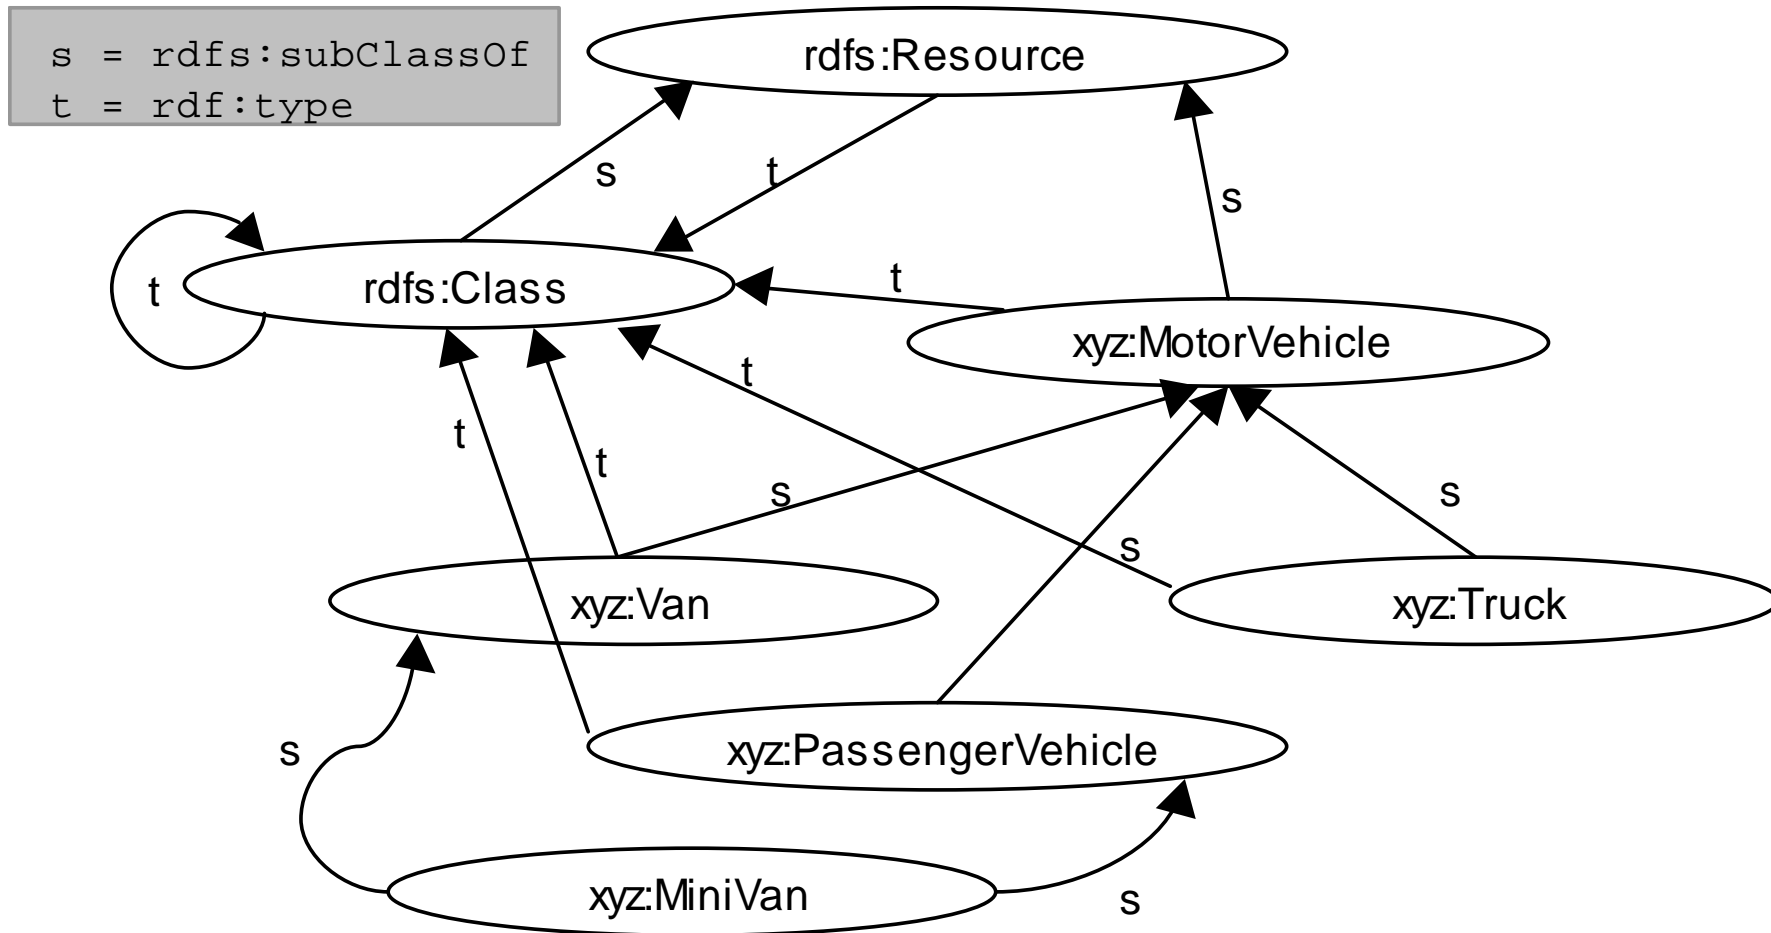 s = rdfs:subClassOf
t = rdf:type
rdfs:Resource
s
t
s
t
rdfs:Class
t
xyz:MotorVehicle
t
t
t
s
s
s
xyz:Van
xyz:Truck
s
xyz:PassengerVehicle
xyz:MiniVan
s